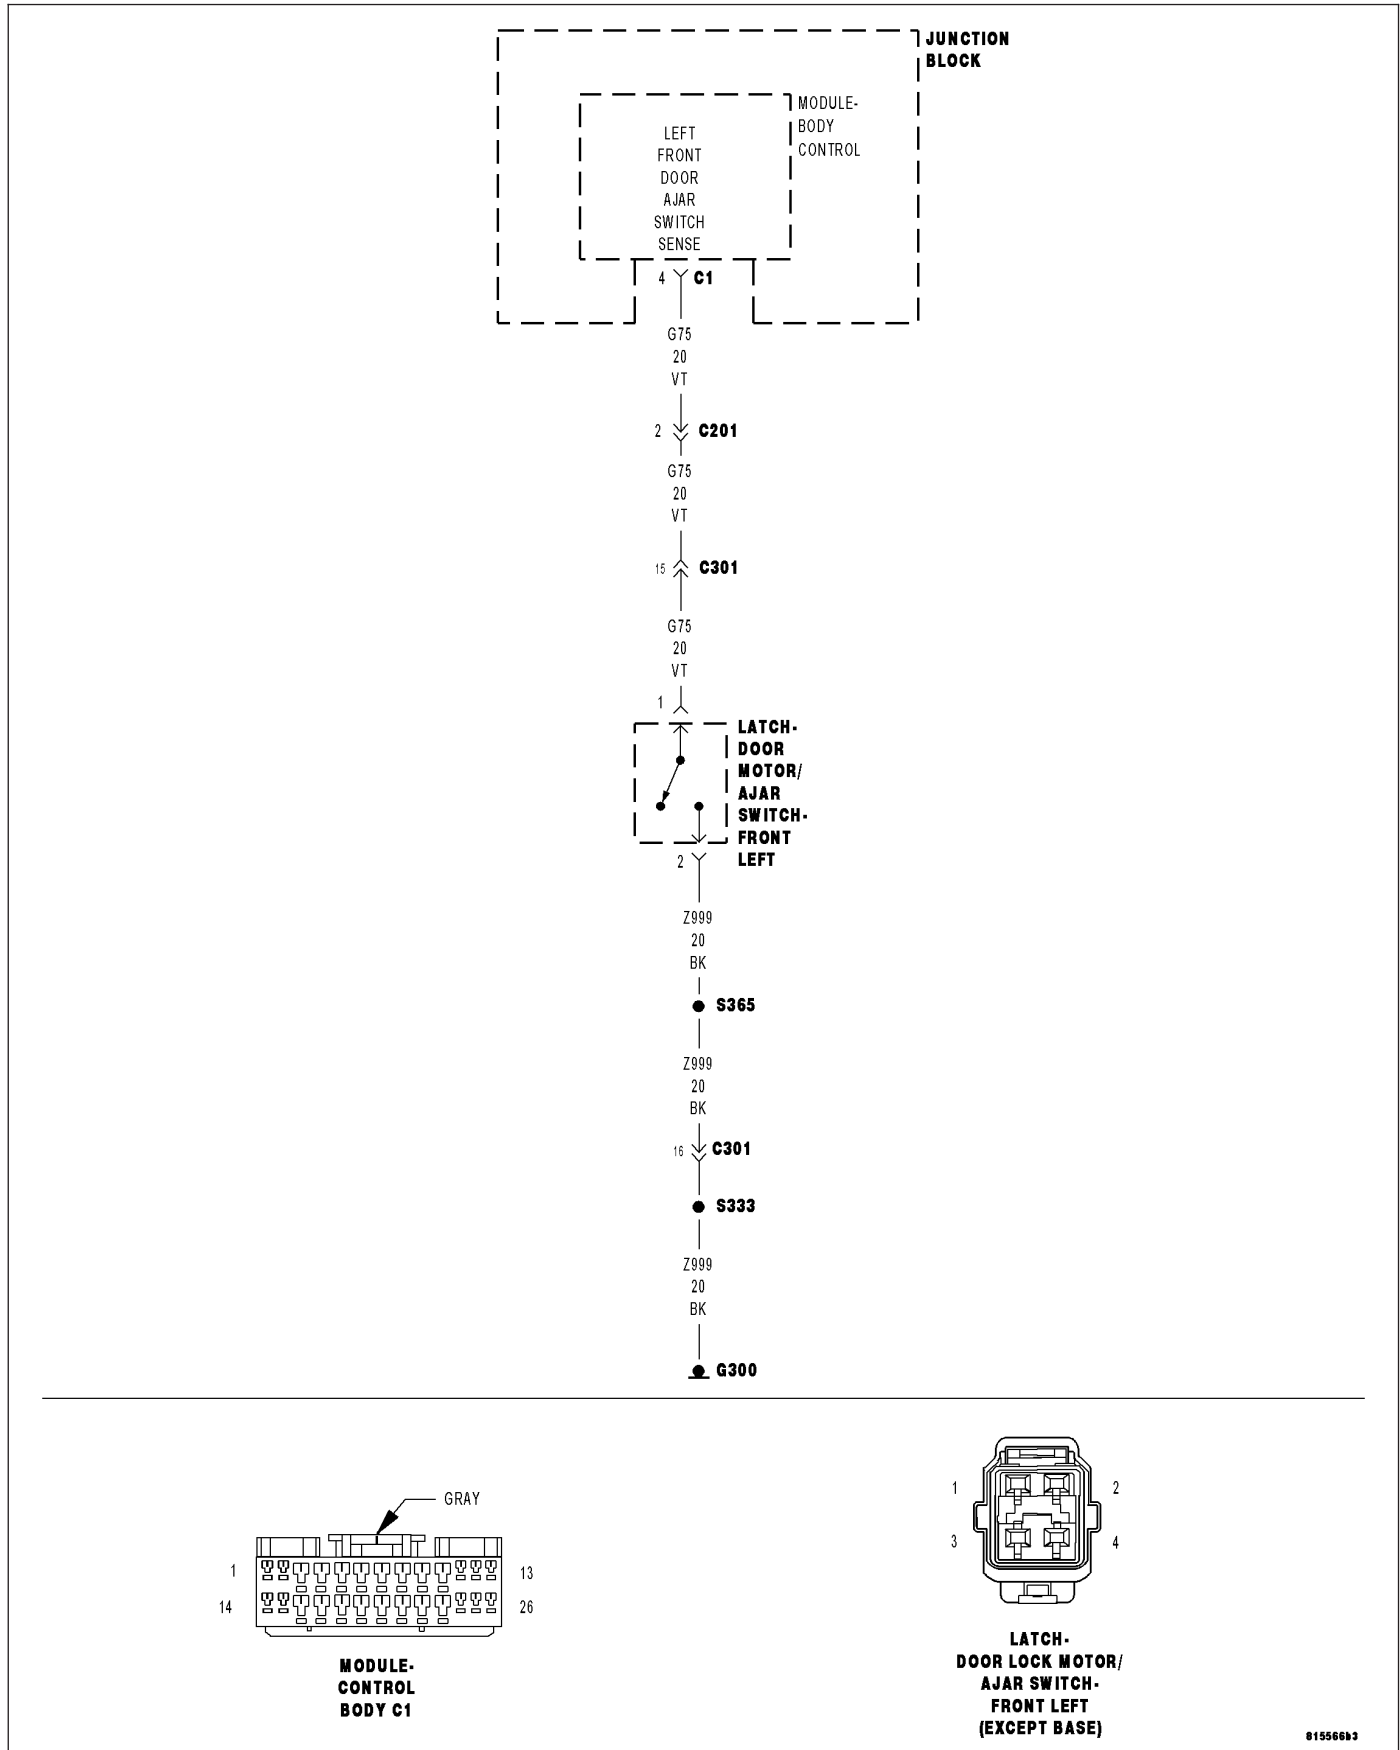 JUNCTION
BLOCK
MODULE-
BODY
CONTROL
LEFT
FRONT
DOOR
AJAR
SWITCH
SENSE
4 C1
G75
20
VT
2 C201
G75
20
VT
15 C301
G75
20
VT
1
LATCH-
DOOR
MOTOR/
AJAR
SWITCH-
FRONT
LEFT
2
Z999
20
BK
S365
Z999
20
BK
16 C301
S333
Z999
20
BK
G300
GRAY
1 13
14 26
MODULE-
CONTROL
BODY C1
1 2
3 4
LATCH-
DOOR LOCK MOTOR/
AJAR SWITCH-
FRONT LEFT
(EXCEPT BASE)
815566b3